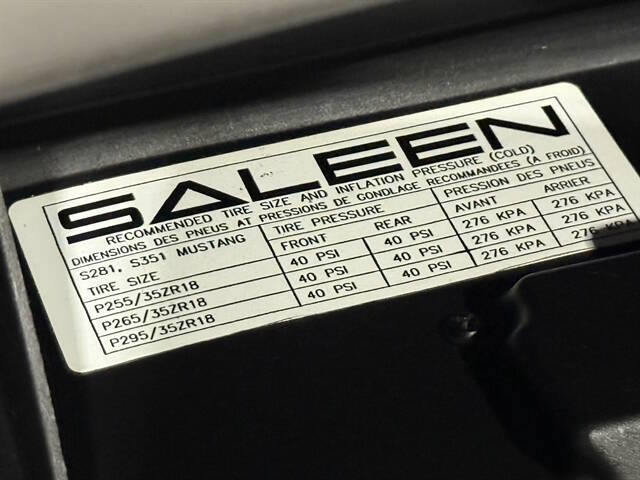 SALEEN
RECOMMENDED TIRE SIZE AND INFLATION PRESSURE (COLD)
DIMENSIONS DES PNEUS AT PRESSIONS DE GONDLAGE RECOMMANDEES (A FROID)
S281, S351 MUSTANG TIRE PRESSURE PRESSION DES PNEUS
TIRE SIZE FRONT REAR AVANT ARRIER
P255/35ZR18 40 PSI 40 PSI 276 KPA 276 KPA
P265/35ZR18 40 PSI 40 PSI 276 KPA 276 KPA
P295/35ZR18 40 PSI 40 PSI 276 KPA 276 KPA